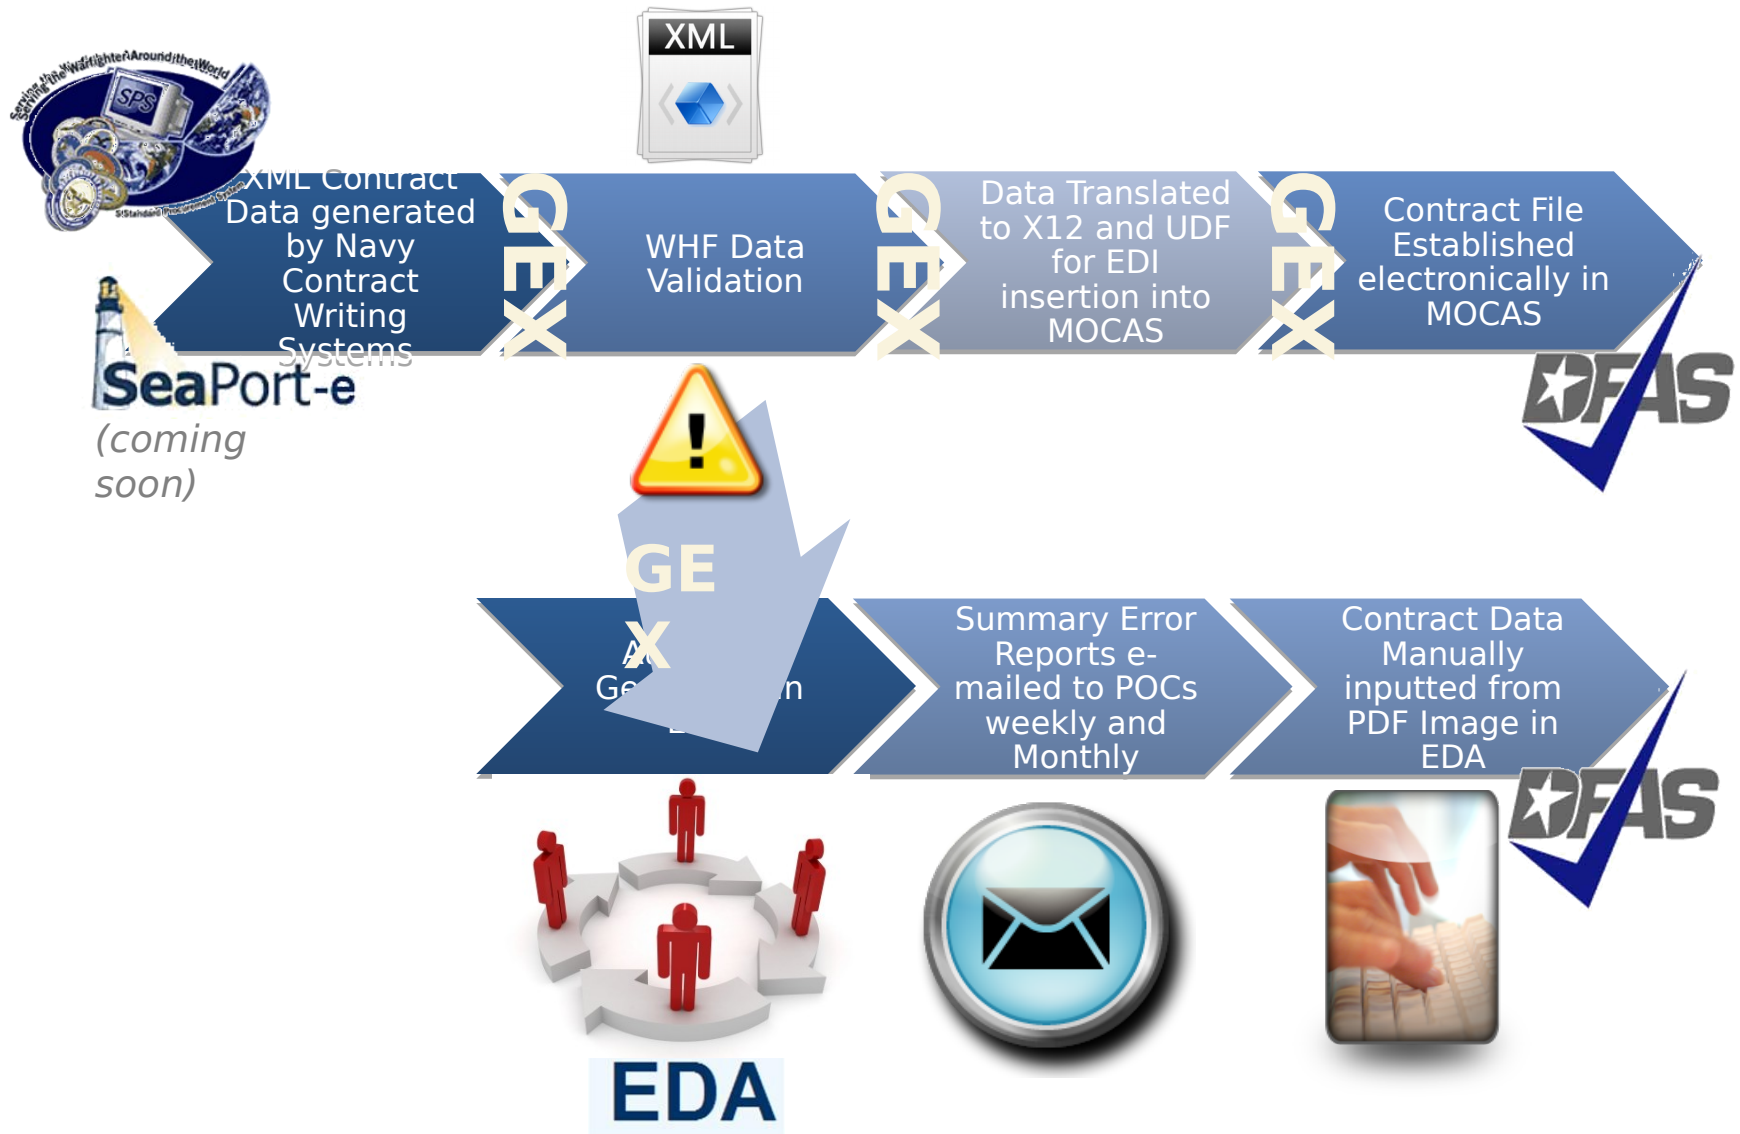 XML
Serving the Warfighter Around the World
SPS
Standard Procurement System
XML Contract
Data generated
by Navy
Contract
Writing
Systems
GEX
WHF Data
Validation
GEX
Data Translated
to X12 and UDF
for EDI
insertion into
MOCAS
GEX
Contract File
Established
electronically in
MOCAS
SeaPort-e
(coming
soon)
DFAS
!
GE
X
Summary Error
Reports e-
mailed to POCs
weekly and
Monthly
Contract Data
Manually
inputted from
PDF Image in
EDA
DFAS
EDA